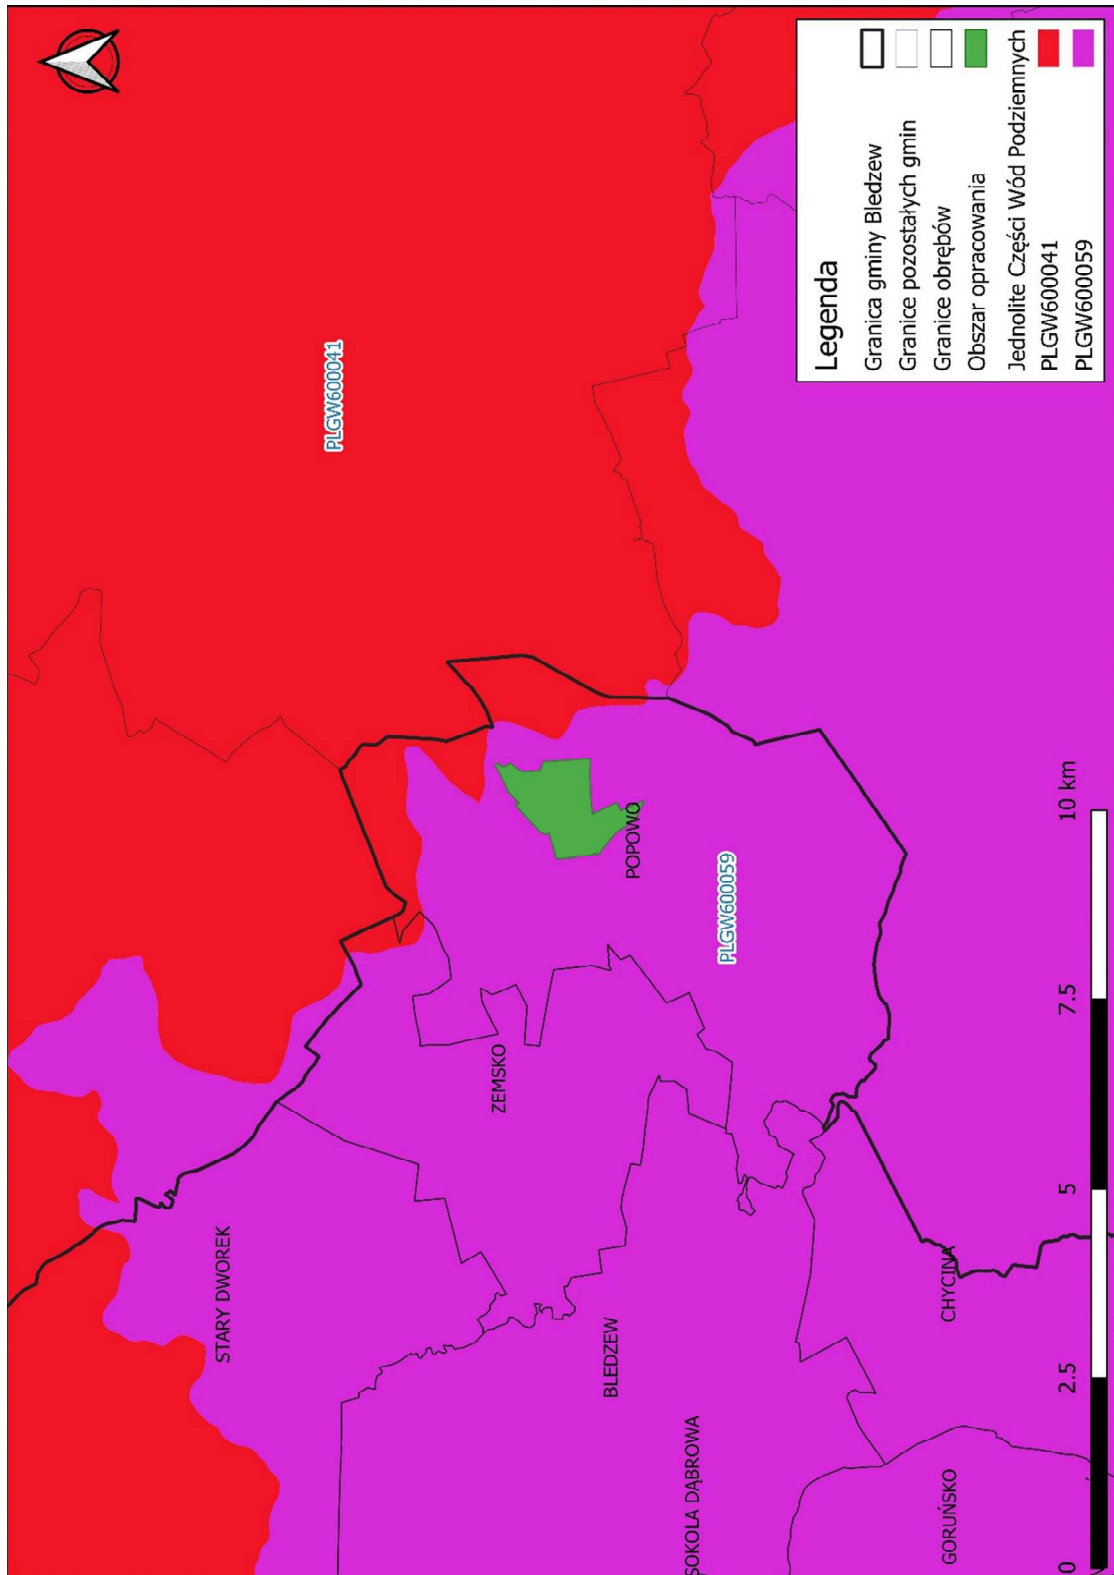 PLGW600041
STARY DWOREK
ZEMSKO
POPOWO
BLEDZEW
PLGW600059
SOKOLA DĄBROWA
CHYCINA
GORUŃSKO
0
2.5
5
7.5
10 km
Legenda
Granica gminy Bledzew
Granice pozostałych gmin
Granice obrębów
Obszar opracowania
Jednolite Części Wód Podziemnych
PLGW600041
PLGW600059